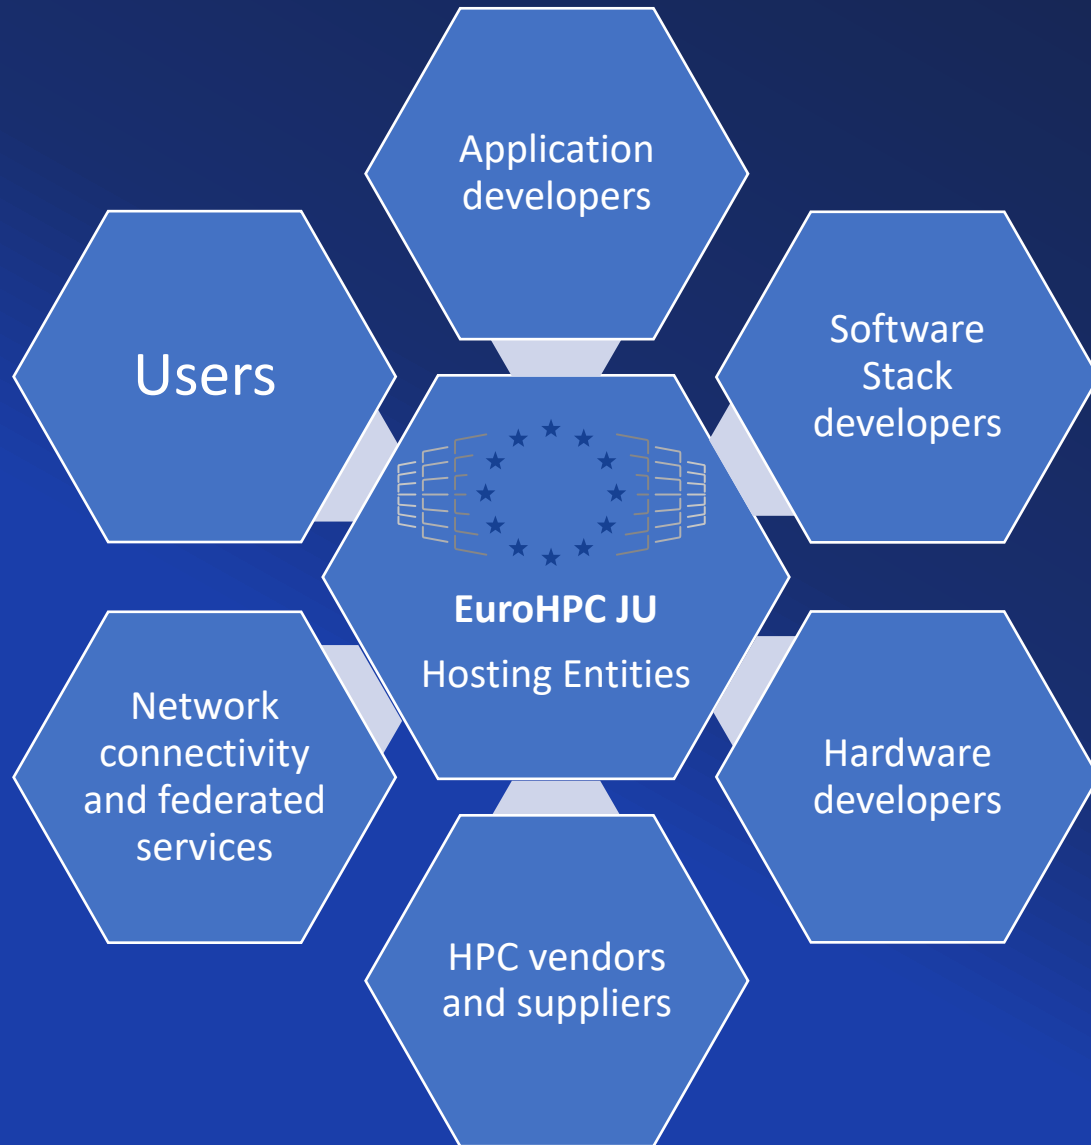 Application
developers
Users
Software
Stack
developers
EuroHPC JU
Hosting Entities
Network
connectivity
and federated
services
Hardware
developers
HPC vendors
and suppliers